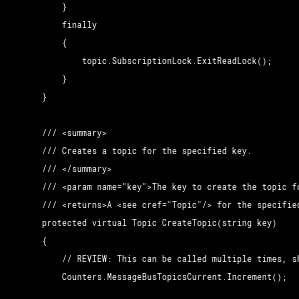 }
finally
{
topic.SubscriptionLock.ExitReadLock();
}
}
/// <summary>
/// Creates a topic for the specified key.
/// </summary>
/// <param name="key">The key to create the topic
/// <returns>A <see cref="Topic"/> for the specified
protected virtual Topic CreateTopic(string key)
{
// REVIEW: This can be called multiple times,
Counters.MessageBusTopicsCurrent.Increment();